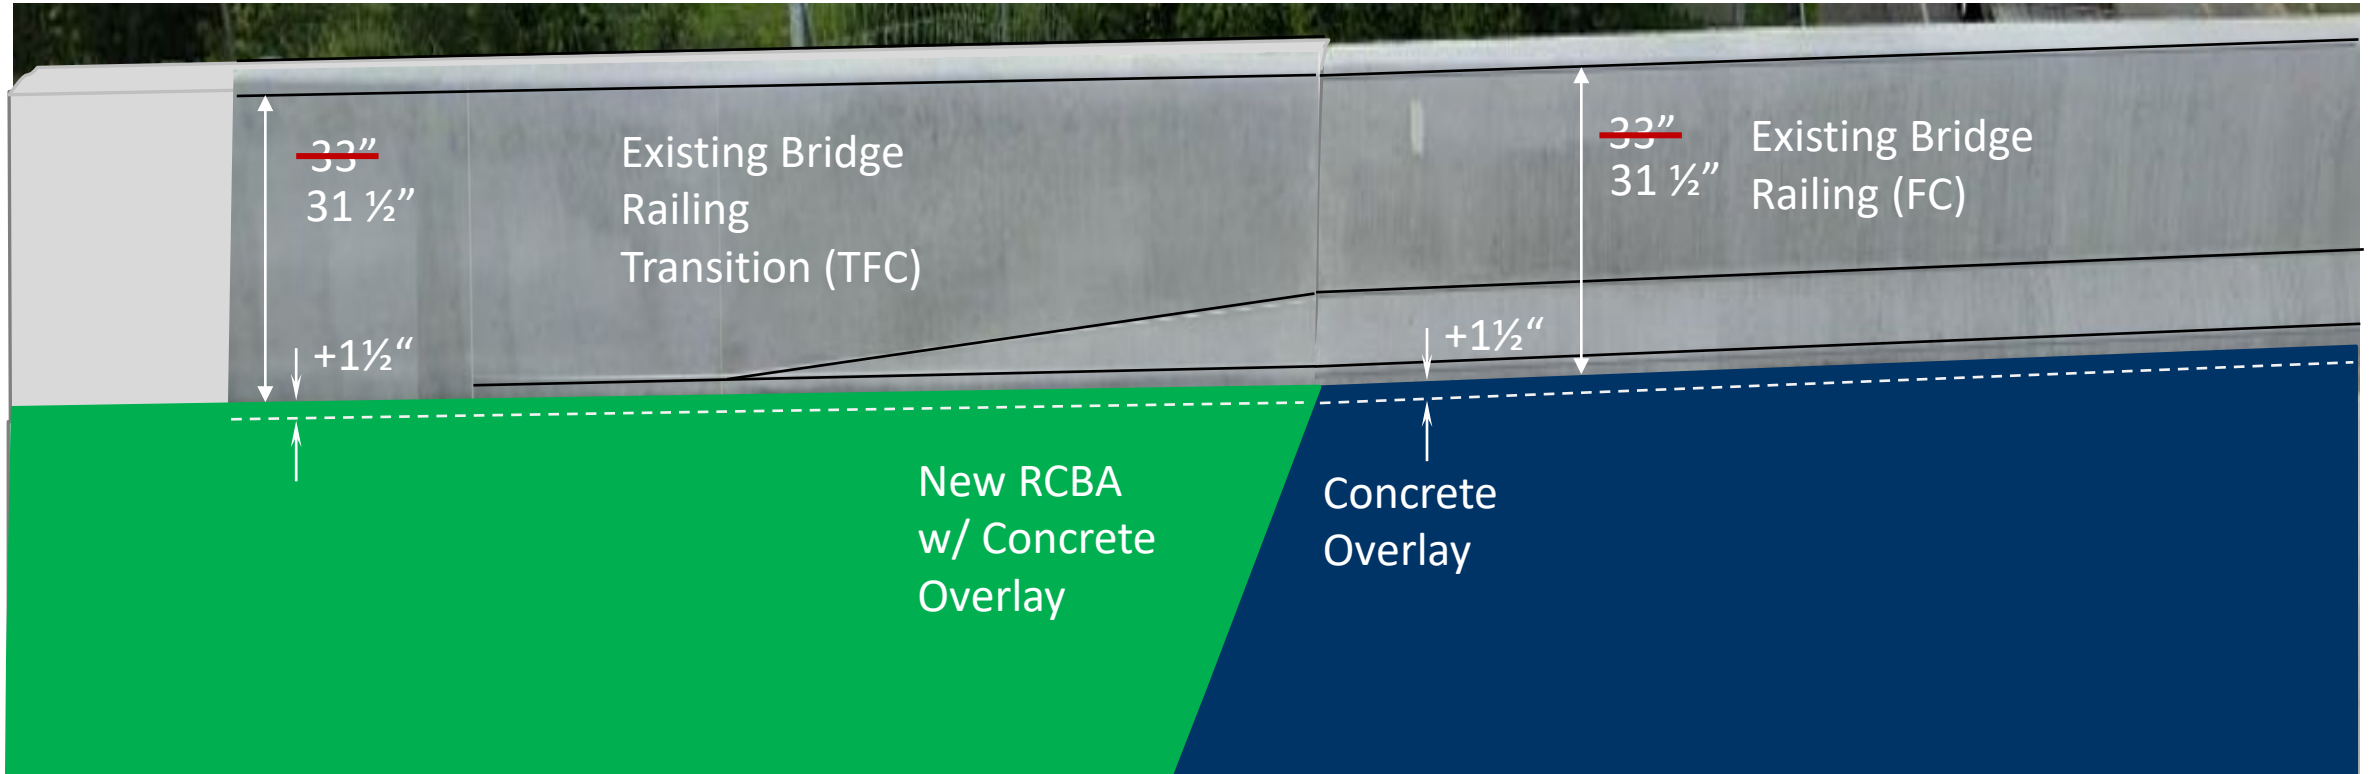 33”
31 ½”
Existing Bridge
Railing
Transition (TFC)
+1½“
33”
31 ½”
Existing Bridge
Railing (FC)
+1½“
New RCBA
w/ Concrete
Overlay
Concrete
Overlay